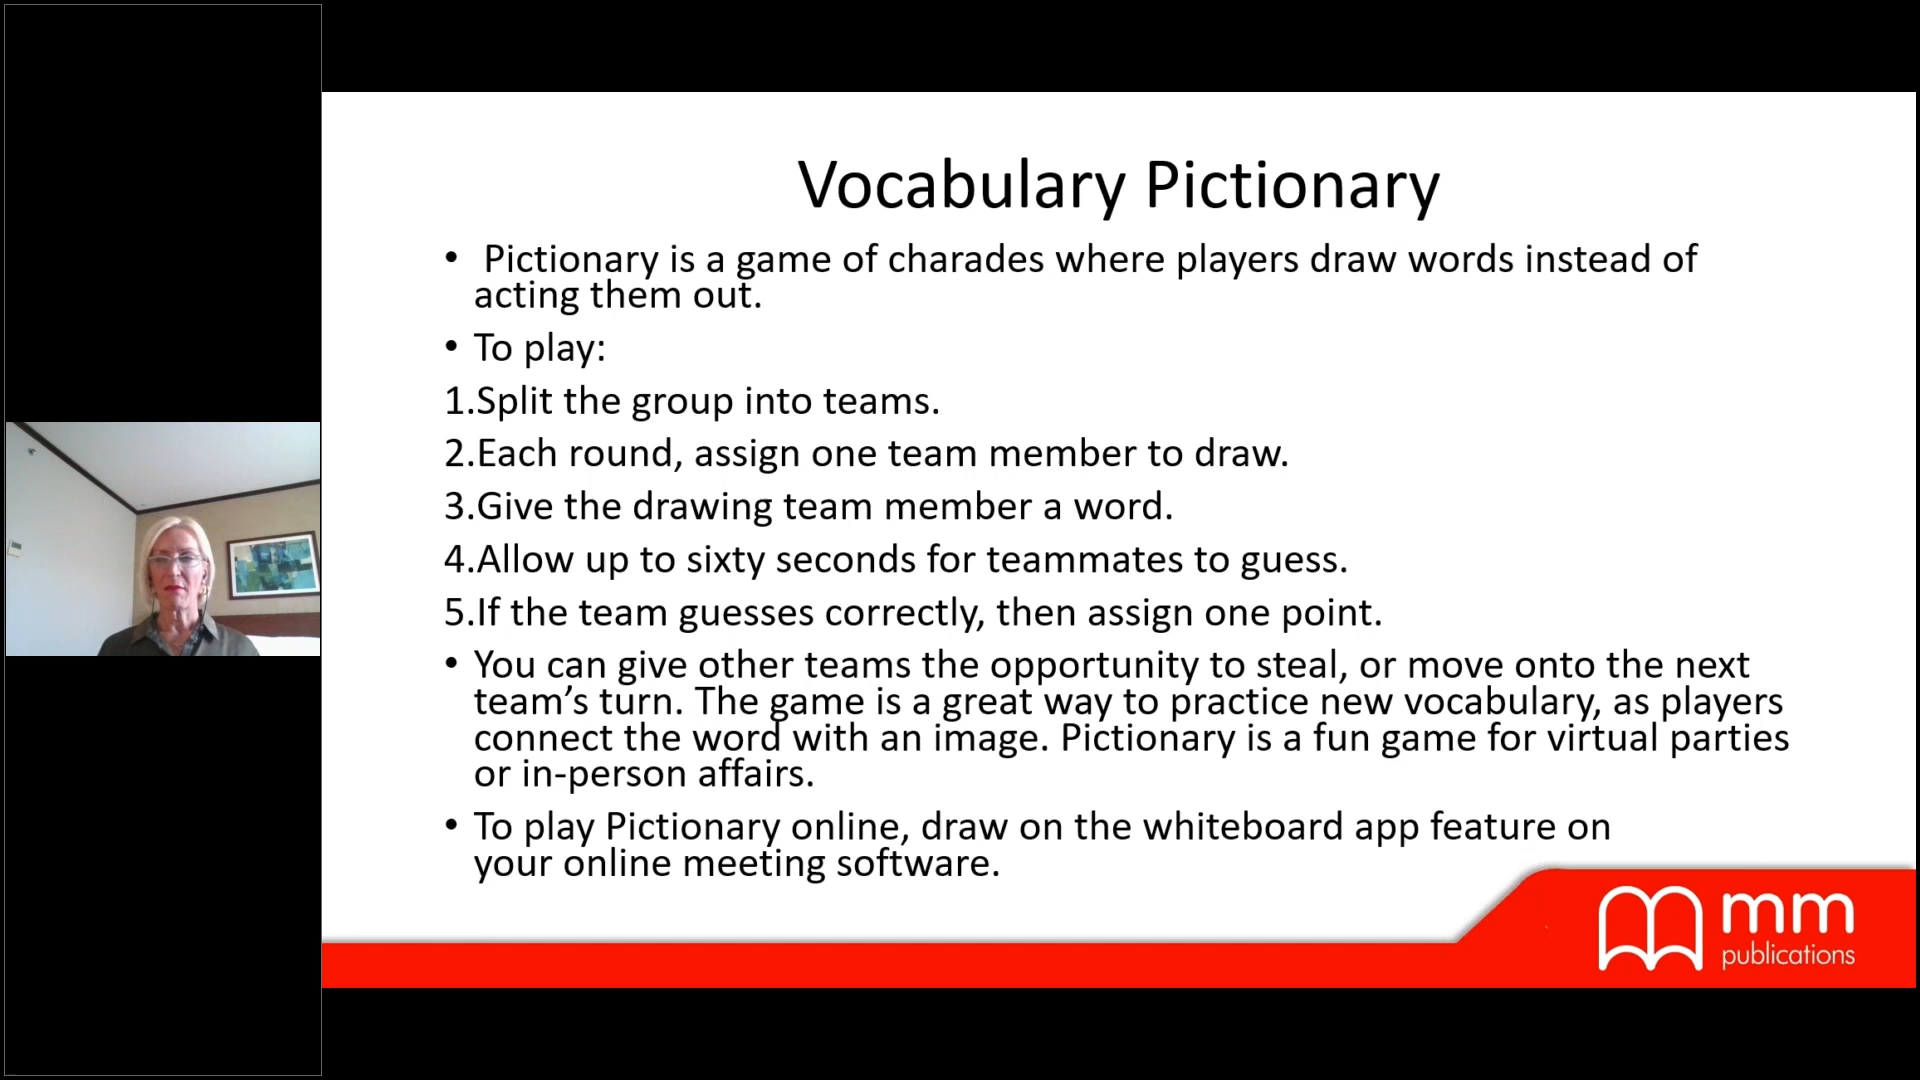 Vocabulary Pictionary
• Pictionary is a game of charades where players draw words instead of
acting them out.
• To play:
1.Split the group into teams.
2.Each round, assign one team member to draw.
3.Give the drawing team member a word.
4.Allow up to sixty seconds for teammates to guess.
5.If the team guesses correctly, then assign one point.
• You can give other teams the opportunity to steal, or move onto the next
team’s turn. The game is a great way to practice new vocabulary, as players
connect the word with an image. Pictionary is a fun game for virtual parties
or in-person affairs.
• To play Pictionary online, draw on the whiteboard app feature on
your online meeting software.
mm
publications